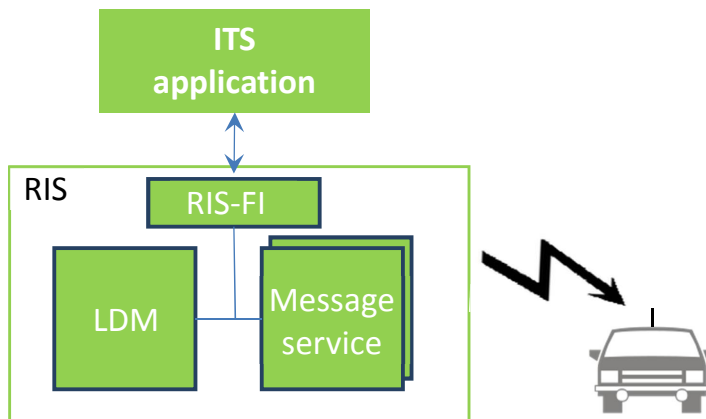 ITS
application
RIS
RIS-FI
LDM
Message
service